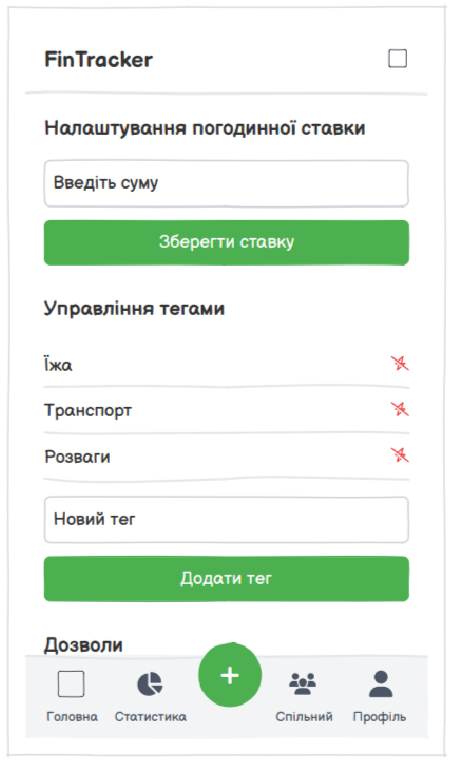 FinTracker
Налаштування погодинної ставки
Введіть суму
Зберегти ставку
Управління тегами
Їжа
Транспорт
Розваги
Новий тег
Додати тег
Дозволи
+
Головна Статистика Спільний Профіль